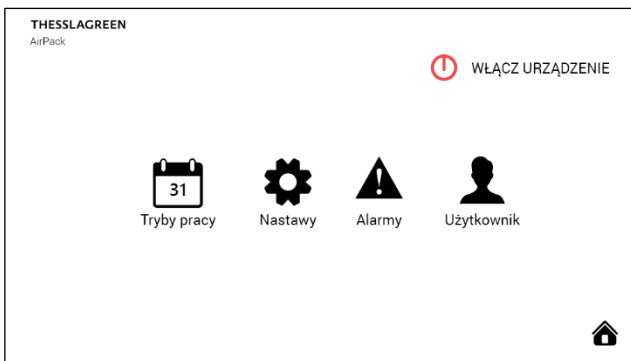 THESSLAGREEN
AirPack
WŁĄCZ URZĄDZENIE
31
Tryby pracy
Nastawy
Alarmy
Użytkownik